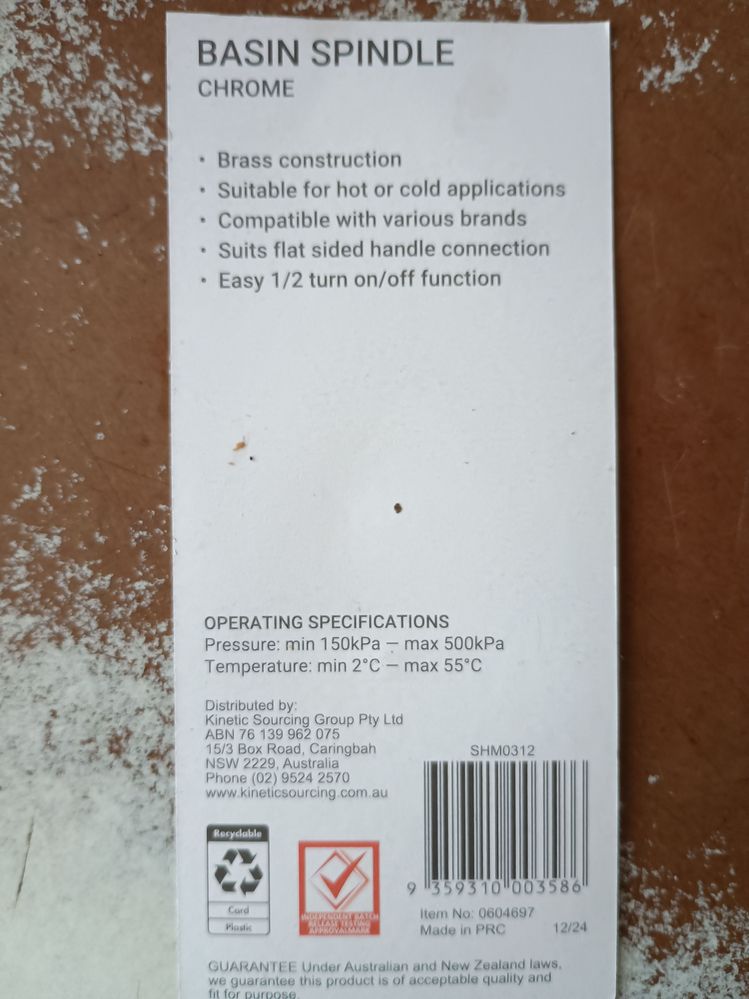 BASIN SPINDLE
CHROME
• Brass construction
• Suitable for hot or cold applications
• Compatible with various brands
• Suits flat sided handle connection
• Easy 1/2 turn on/off function
OPERATING SPECIFICATIONS
Pressure: min 150kPa – max 500kPa
Temperature: min 2°C – max 55°C
Distributed by:
Kinetic Sourcing Group Pty Ltd
ABN 76 139 962 075
15/3 Box Road, Caringbah
NSW 2229, Australia
Phone (02) 9524 2570
www.kineticsourcing.com.au
SHM0312
9 359310 003586
Item No: 0604697
Made in PRC 12/24
Recyclable
Card
Plastic
INDEPENDENT BATCH
RELEASE TESTING
APPROVALMARK
GUARANTEE Under Australian and New Zealand laws,
we guarantee this product is of acceptable quality and
fit for purpose.